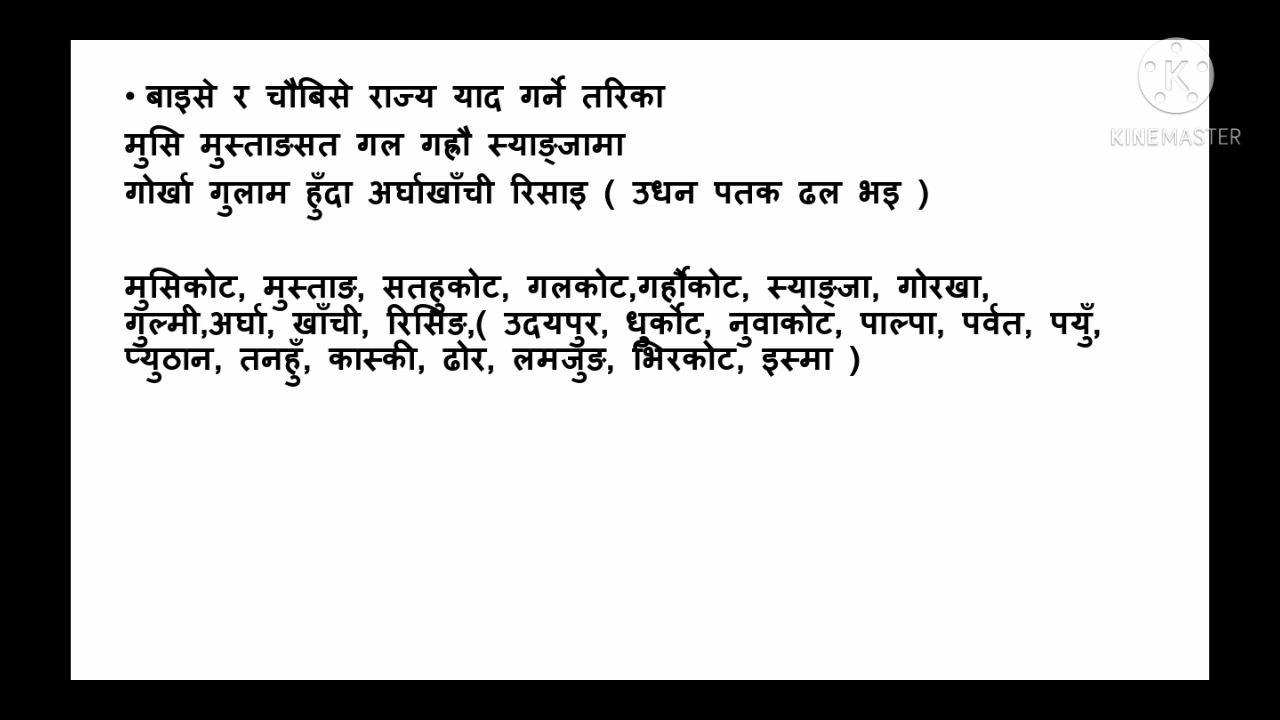 • बाइसे र चौबिसे राज्य याद गर्ने तरिका
KINEMASTER
मुसि मुस्ताङसत गल गह्रौ स्याङ्जामा
गोर्खा गुलाम हुँदा अर्घाखाँची रिसाइ ( उधन पतक ढल भइ )
मुसिकोट, मुस्ताङ, सतहुकोट, गलकोट,गर्हौंकोट, स्याङ्जा, गोरखा,
गुल्मी,अर्घा, खाँची, रिसिङ,( उदयपुर, धुर्कोट, नुवाकोट, पाल्पा, पर्वत, पयुँ,
प्युठान, तनहुँ, कास्की, ढोर, लमजुङ, भिरकोट, इस्मा )